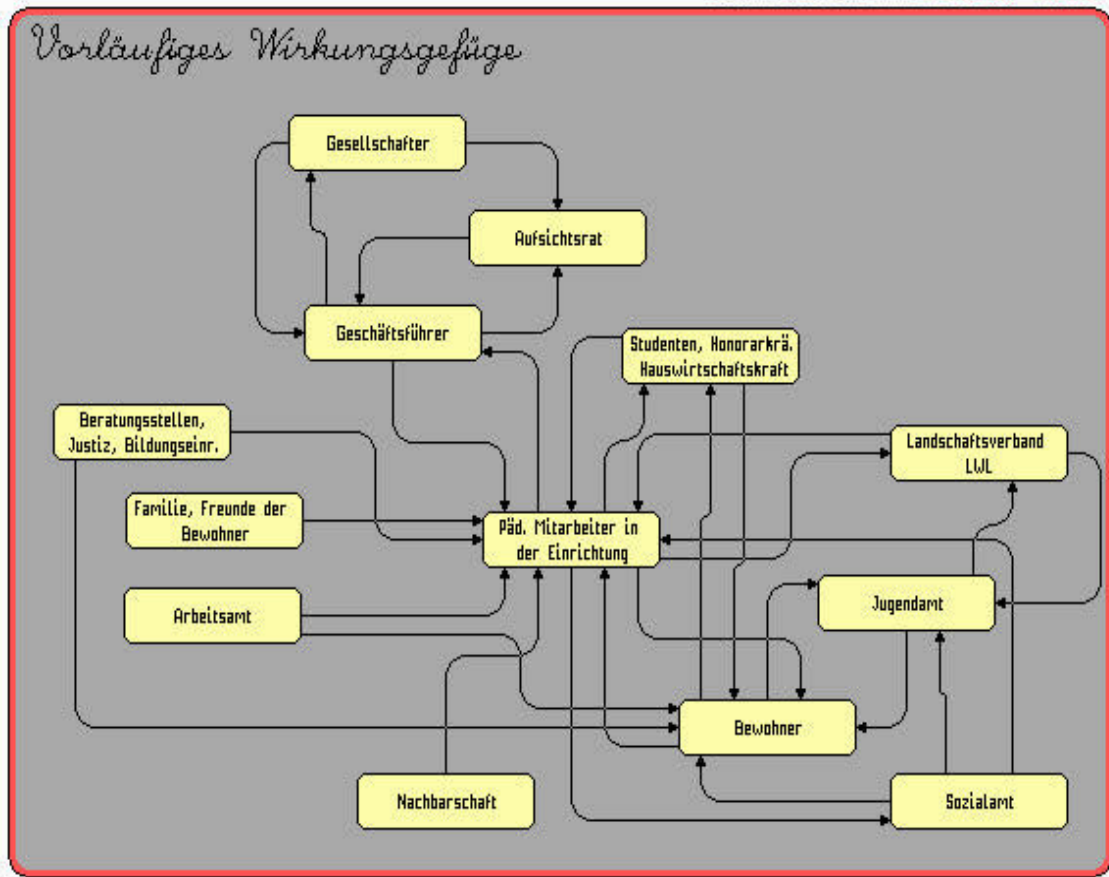 Vorläufiges Wirkungsgefüge
Gesellschafter
Aufsichtsrat
Geschäftsführer
Studenten, Honorarkrä.
Hauswirtschaftskraft
Beratungsstellen,
Justiz, Bildungseinr.
Landschaftsverband
LWL
Familie, Freunde der
Bewohner
Päd. Mitarbeiter in
der Einrichtung
Arbeitsamt
Jugendamt
Bewohner
Nachbarschaft
Sozialamt